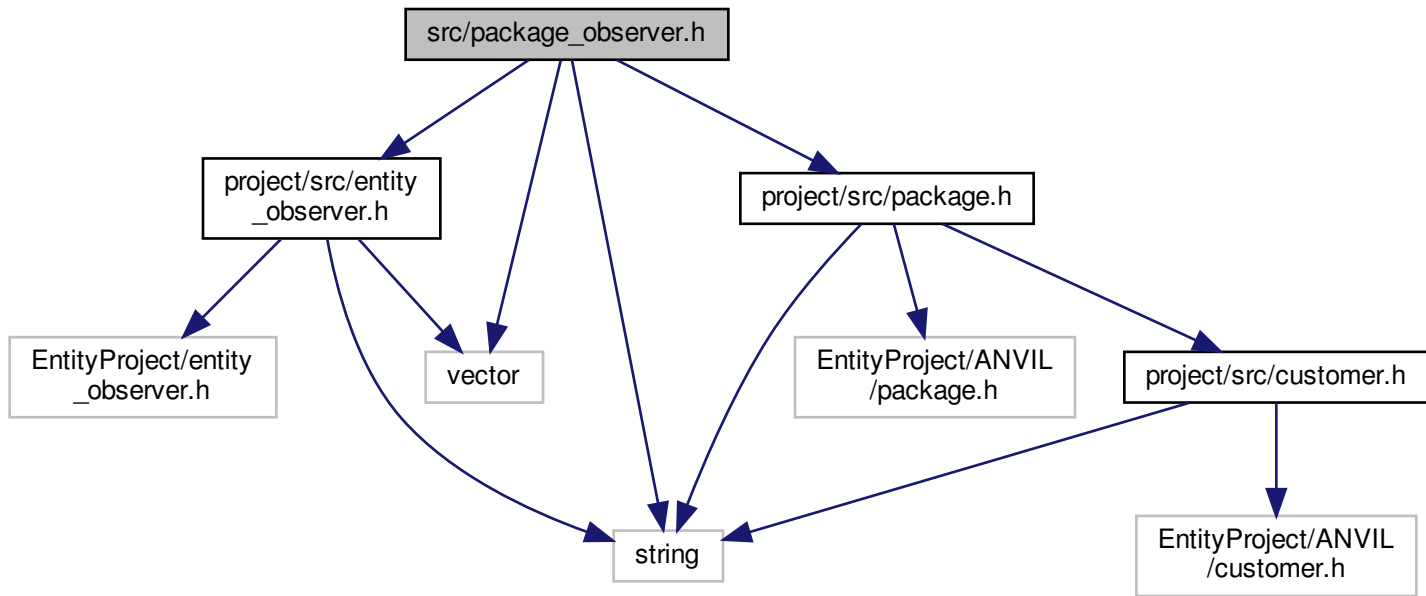 src/package_observer.h
project/src/entity
_observer.h
project/src/package.h
EntityProject/entity
_observer.h
vector
EntityProject/ANVIL
/package.h
project/src/customer.h
string
EntityProject/ANVIL
/customer.h